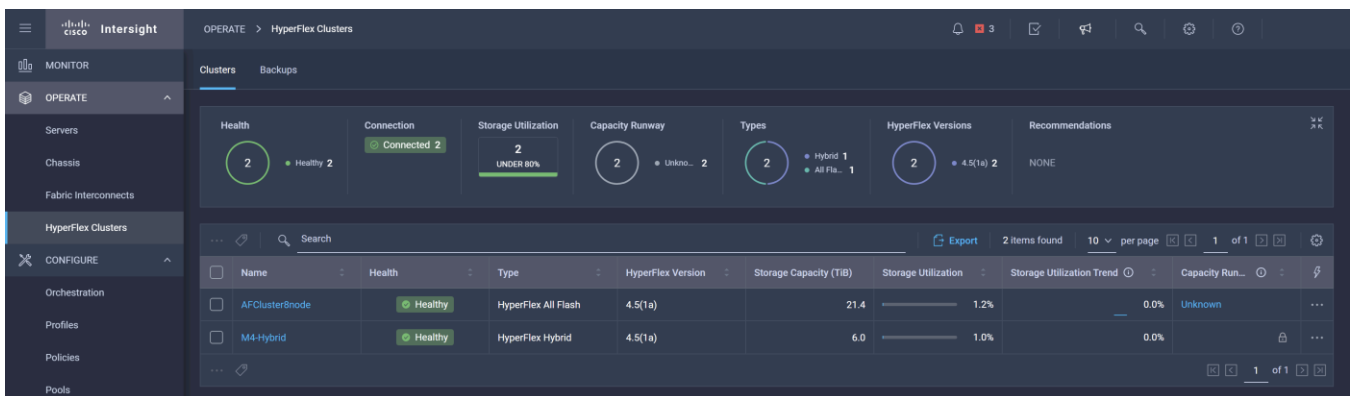 CISCO Intersight
OPERATE > HyperFlex Clusters
3
MONITOR
OPERATE
Servers
Chassis
Fabric Interconnects
HyperFlex Clusters
CONFIGURE
Orchestration
Profiles
Policies
Pools
Clusters Backups
Health
2
Healthy 2
Connection
Connected 2
Storage Utilization
2
UNDER 80%
Capacity Runway
2
Unkno... 2
Types
2
Hybrid 1
All Fla... 1
HyperFlex Versions
2
4.5(1a) 2
Recommendations
NONE
... Search Export 2 items found 10 per page 1 of 1
Name Health Type HyperFlex Version Storage Capacity (TiB) Storage Utilization Storage Utilization Trend Capacity Run...
AFCluster8node Healthy HyperFlex All Flash 4.5(1a) 21.4 1.2% 0.0% Unknown ...
M4-Hybrid Healthy HyperFlex Hybrid 4.5(1a) 6.0 1.0% 0.0% ...
... 1 of 1